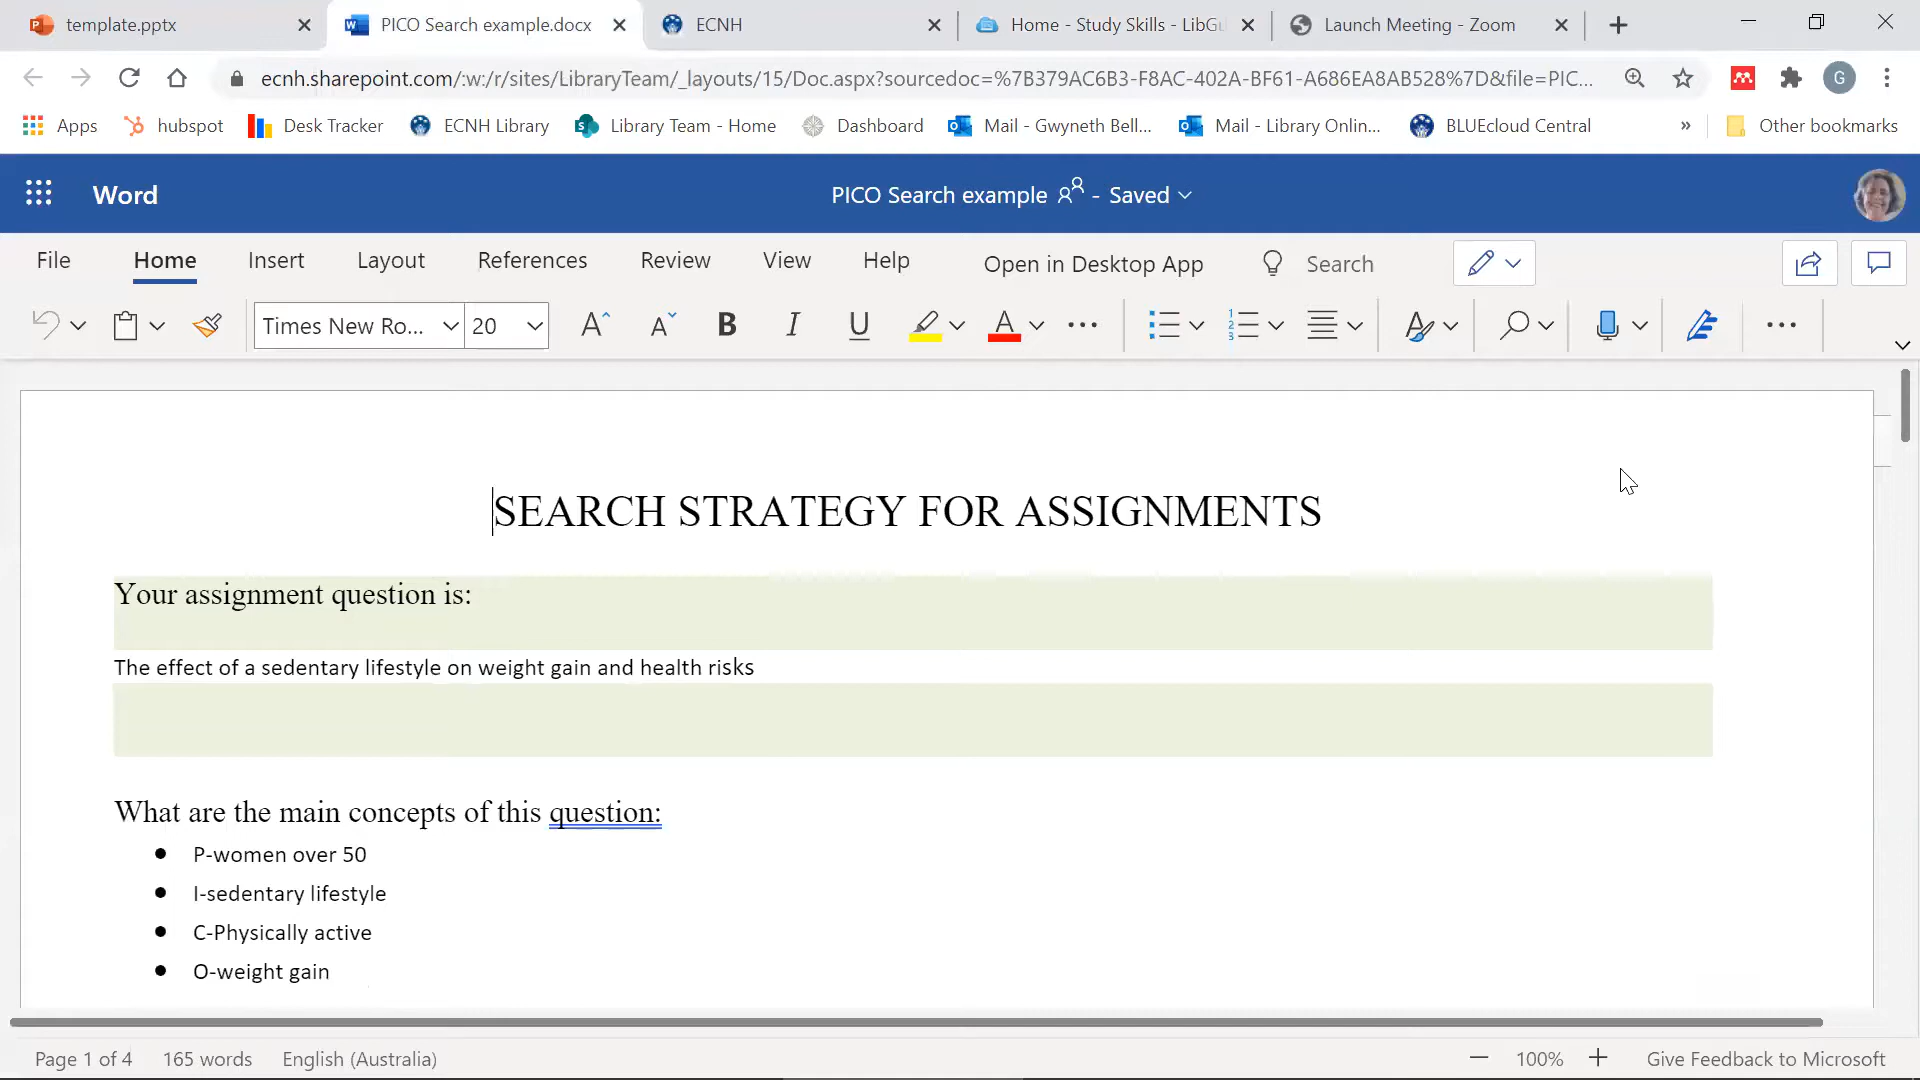 template.pptx
PICO Search example.docx
ECNH
Home - Study Skills - LibGu
Launch Meeting - Zoom
ecnh.sharepoint.com/:w:/r/sites/LibraryTeam/_layouts/15/Doc.aspx?sourcedoc=%7B379AC6B3-F8AC-402A-BF61-A686EA8AB528%7D&file=PIC...
G
Apps
hubspot
Desk Tracker
ECNH Library
Library Team - Home
Dashboard
Mail - Gwyneth Bell...
Mail - Library Onlin...
BLUEcloud Central
»
Other bookmarks
Word
PICO Search example - Saved
File
Home
Insert
Layout
References
Review
View
Help
Open in Desktop App
Search
Times New Ro...
20
A
A
B
I
U
A
SEARCH STRATEGY FOR ASSIGNMENTS
Your assignment question is:
The effect of a sedentary lifestyle on weight gain and health risks
What are the main concepts of this question:
● P-women over 50
● I-sedentary lifestyle
● C-Physically active
● O-weight gain
Page 1 of 4
165 words
English (Australia)
100%
Give Feedback to Microsoft